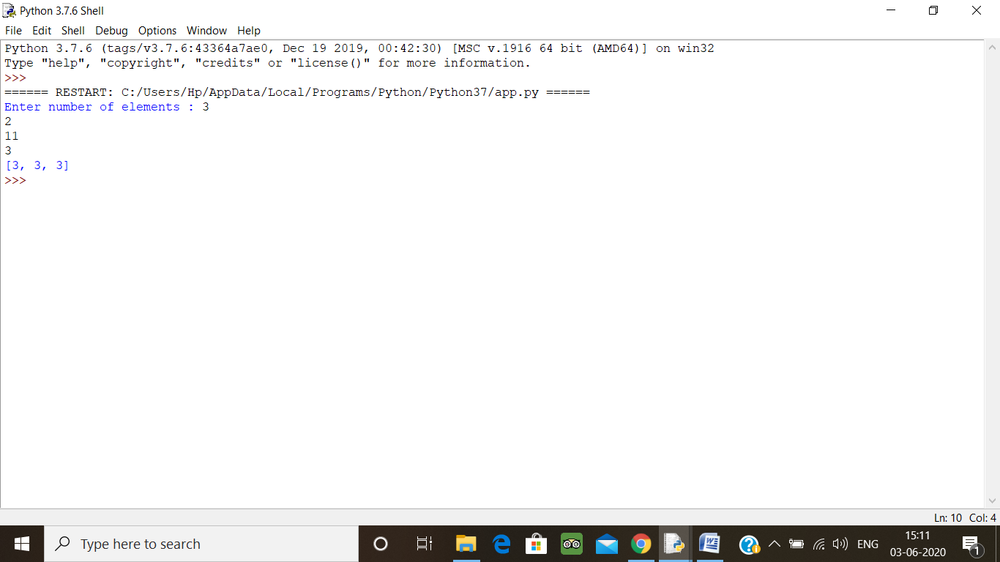 Python 3.7.6 Shell
File Edit Shell Debug Options Window Help
Python 3.7.6 (tags/v3.7.6:43364a7ae0, Dec 19 2019, 00:42:30) [MSC v.1916 64 bit (AMD64)] on win32
Type "help", "copyright", "credits" or "license()" for more information.
>>>
====== RESTART: C:/Users/Hp/AppData/Local/Programs/Python/Python37/app.py ======
Enter number of elements : 3
2
11
3
[3, 3, 3]
>>>
Ln: 10 Col: 4
Type here to search
ENG
15:11
03-06-2020
1